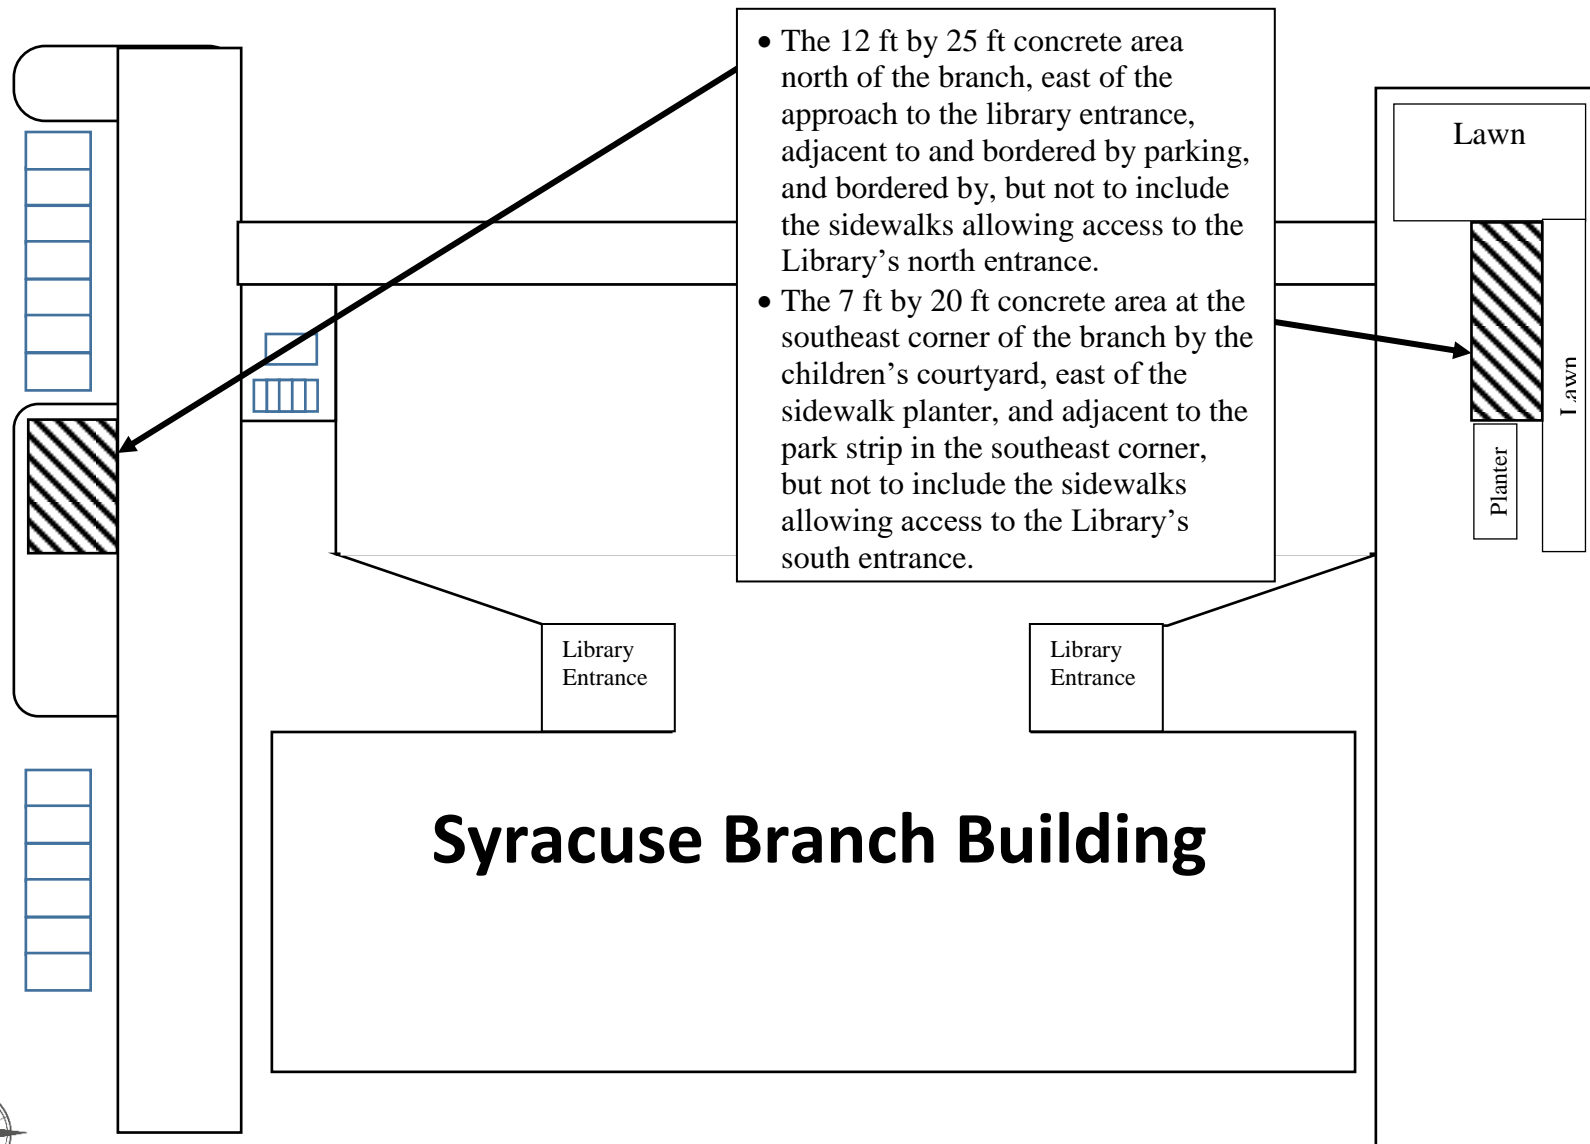 • The 12 ft by 25 ft concrete area
north of the branch, east of the
approach to the library entrance,
adjacent to and bordered by parking,
and bordered by, but not to include
the sidewalks allowing access to the
Library’s north entrance.
• The 7 ft by 20 ft concrete area at the
southeast corner of the branch by the
children’s courtyard, east of the
sidewalk planter, and adjacent to the
park strip in the southeast corner,
but not to include the sidewalks
allowing access to the Library’s
south entrance.
Lawn
Lawn
Planter
Library
Entrance
Library
Entrance
Syracuse Branch Building